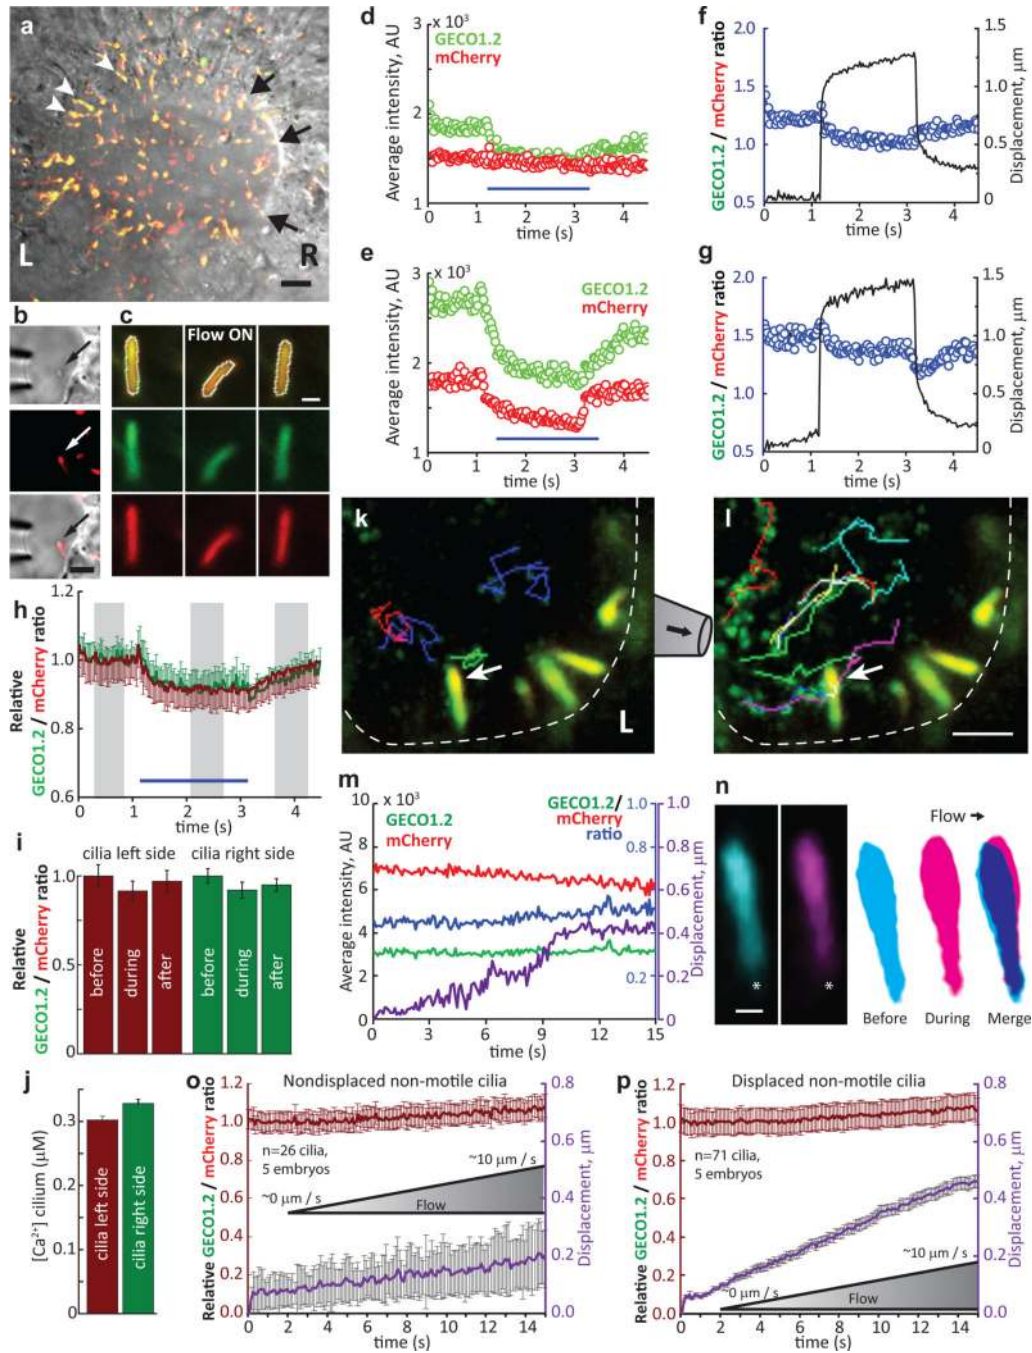 a
L
R
b
c
Flow ON
d
x 10³
3
GECO1.2
mCherry
2
1
Average intensity, AU
0 1 2 3 4
time (s)
e
x 10³
3
GECO1.2
mCherry
2
1
Average intensity, AU
0 1 2 3 4
time (s)
f
2.0
1.5
1.0
0.5
GECO1.2 / mCherry ratio
1.5
1.0
0.5
0
Displacement, µm
0 1 2 3 4
time (s)
g
2.0
1.5
1.0
0.5
GECO1.2 / mCherry ratio
1.5
1.0
0.5
0
Displacement, µm
0 1 2 3 4
time (s)
h
1.2
1.0
0.8
0.6
Relative
GECO1.2 / mCherry ratio
0 1 2 3 4
time (s)
k
L
l
i
cilia left side cilia right side
1.0
0.5
0
Relative
GECO1.2 / mCherry ratio
before
during
after
before
during
after
m
x 10³
10
8
6
4
2
0
Average intensity, AU
GECO1.2
mCherry
GECO1.2/
mCherry
ratio
1.0
0.8
0.2
1.0
0.8
0.6
0.4
0.2
0
Displacement, µm
0 3 6 9 12 15
time (s)
n
*
*
Flow
Before During Merge
j
0.3
0.2
0.1
0
[Ca²⁺] cilium (µM)
cilia left side
cilia right side
o
Nondisplaced non-motile cilia
1.2
1.0
0.8
0.6
0.4
0.2
0.0
Relative GECO1.2 / mCherry ratio
n=26 cilia,
5 embryos
~0 µm / s
~10 µm / s
Flow
0.8
0.6
0.4
0.2
0.0
Displacement, µm
0 2 4 6 8 10 12 14
time (s)
p
Displaced non-motile cilia
1.2
1.0
0.8
0.6
0.4
0.2
0.0
Relative GECO1.2 / mCherry ratio
n=71 cilia,
5 embryos
~0 µm / s
~10 µm / s
Flow
0.8
0.6
0.4
0.2
0.0
Displacement, µm
0 2 4 6 8 10 12 14
time (s)